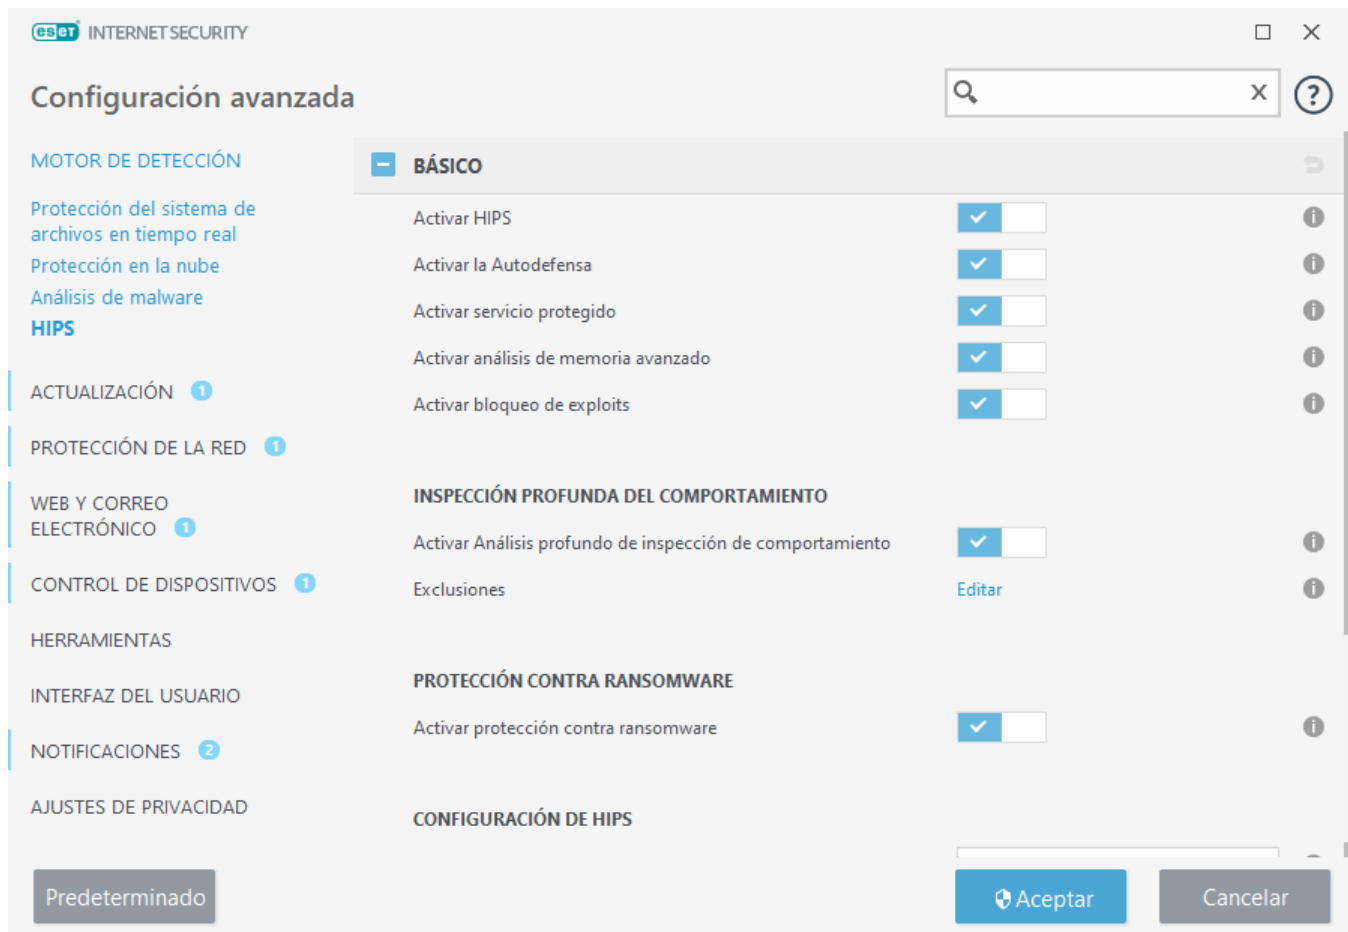 eset INTERNET SECURITY
Configuración avanzada
MOTOR DE DETECCIÓN
Protección del sistema de
archivos en tiempo real
Protección en la nube
Análisis de malware
HIPS
ACTUALIZACIÓN 1
PROTECCIÓN DE LA RED 1
WEB Y CORREO
ELECTRÓNICO 1
CONTROL DE DISPOSITIVOS 1
HERRAMIENTAS
INTERFAZ DEL USUARIO
NOTIFICACIONES 2
AJUSTES DE PRIVACIDAD
BÁSICO
Activar HIPS
Activar la Autodefensa
Activar servicio protegido
Activar análisis de memoria avanzado
Activar bloqueo de exploits
INSPECCIÓN PROFUNDA DEL COMPORTAMIENTO
Activar Análisis profundo de inspección de comportamiento
Exclusiones Editar
PROTECCIÓN CONTRA RANSOMWARE
Activar protección contra ransomware
CONFIGURACIÓN DE HIPS
Predeterminado
Aceptar
Cancelar